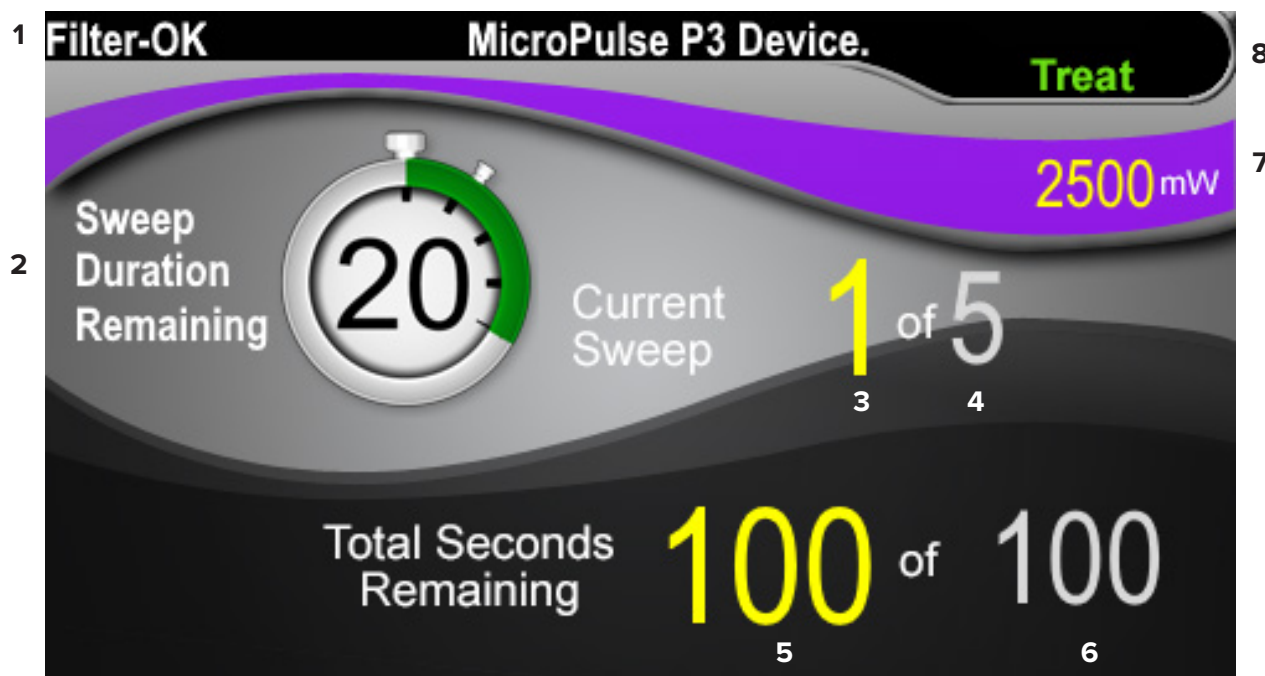 1 Filter-OK MicroPulse P3 Device. 8
Treat
7
2500 mW
Sweep
2 Duration
Remaining
20
Current
Sweep
1 of 5
3 4
Total Seconds
Remaining
100 of 100
5 6